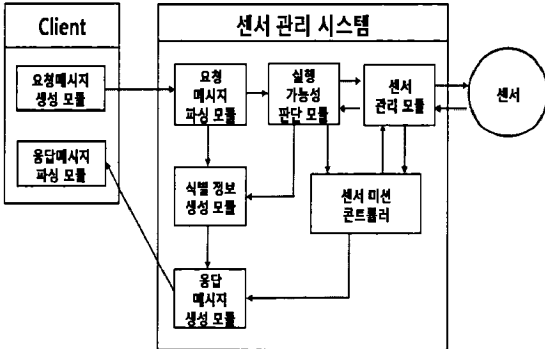 Client
요청메시지
생성 모듈
응답메시지
파싱 모듈
센서 관리 시스템
요청
메시지
파싱 모듈
실행
가능성
판단 모듈
센서
관리 모듈
센서
식별 정보
생성 모듈
센서 미션
콘트롤러
응답
메시지
생성 모듈